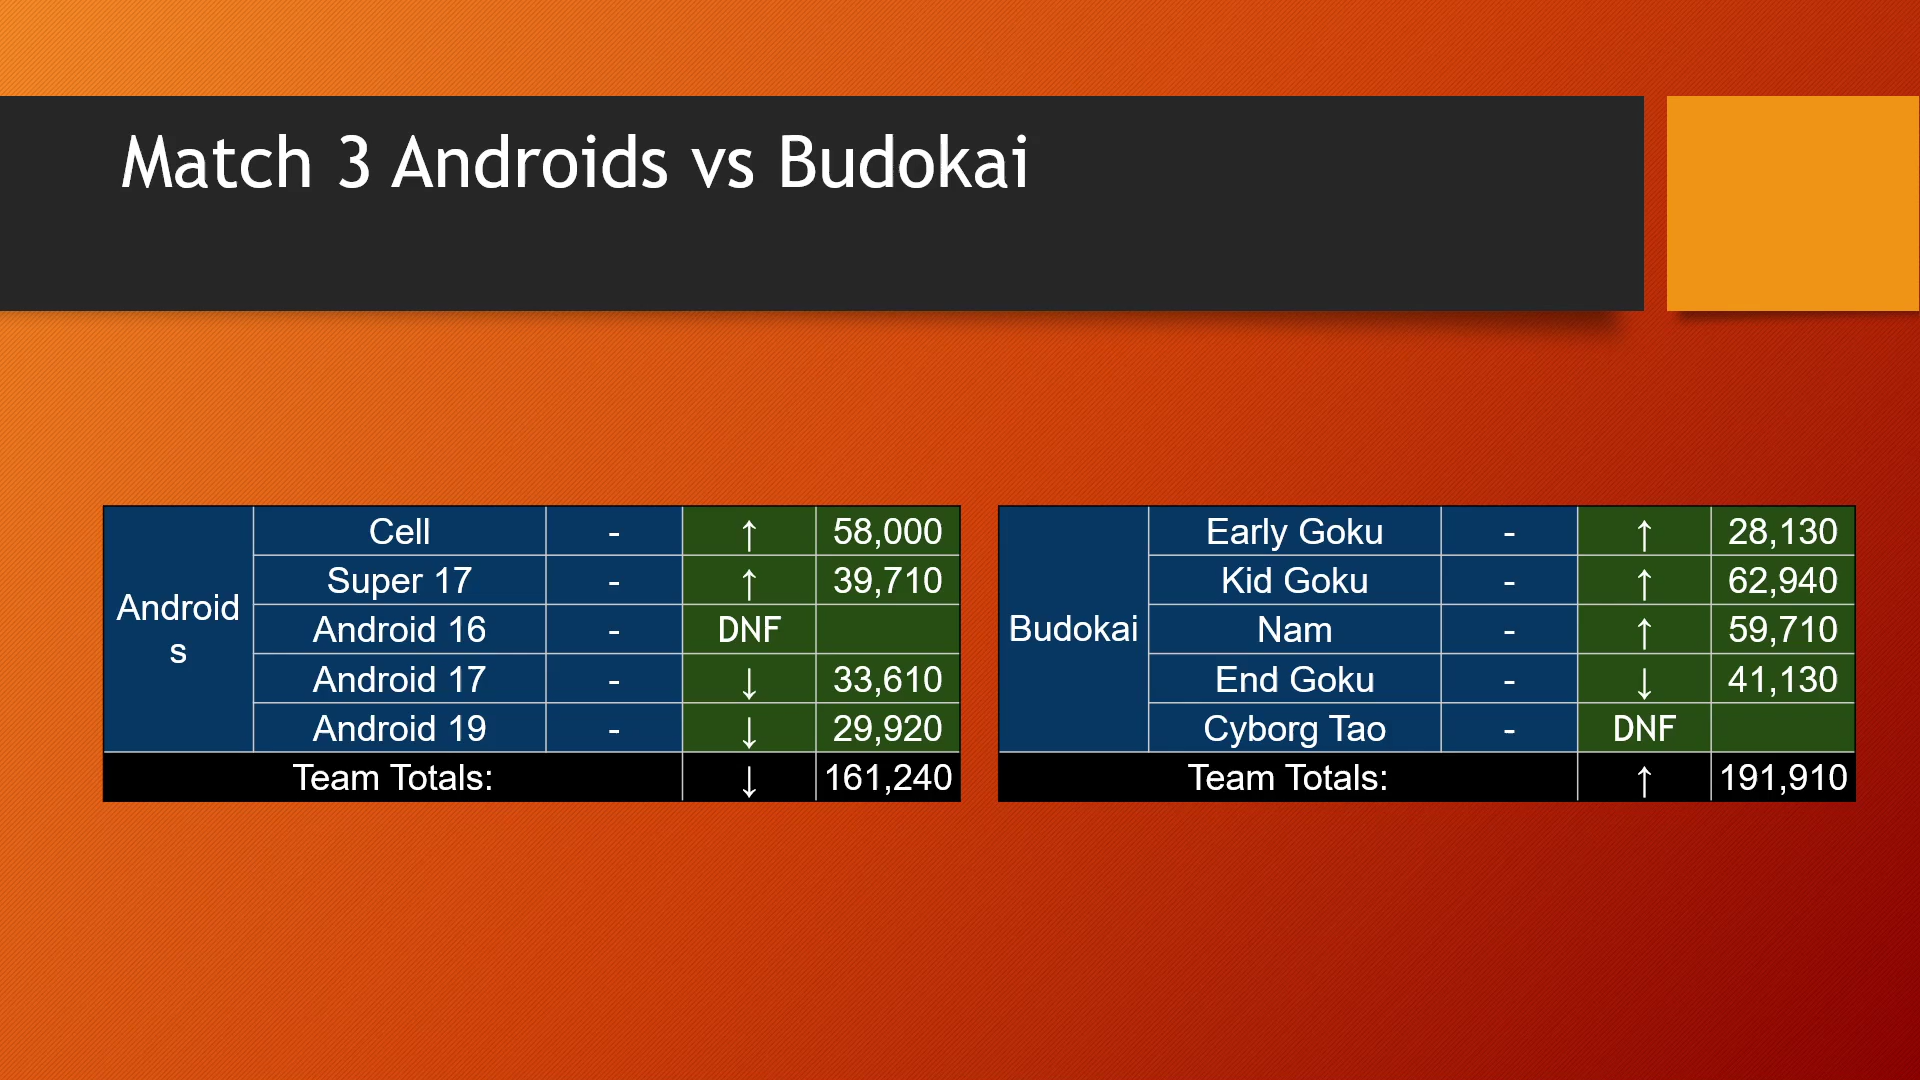 Match 3 Androids vs Budokai
Android
s
Cell - ↑ 58,000
Super 17 - ↑ 39,710
Android 16 - DNF
Android 17 - ↓ 33,610
Android 19 - ↓ 29,920
Team Totals: ↓ 161,240
Budokai
Early Goku - ↑ 28,130
Kid Goku - ↑ 62,940
Nam - ↑ 59,710
End Goku - ↓ 41,130
Cyborg Tao - DNF
Team Totals: ↑ 191,910